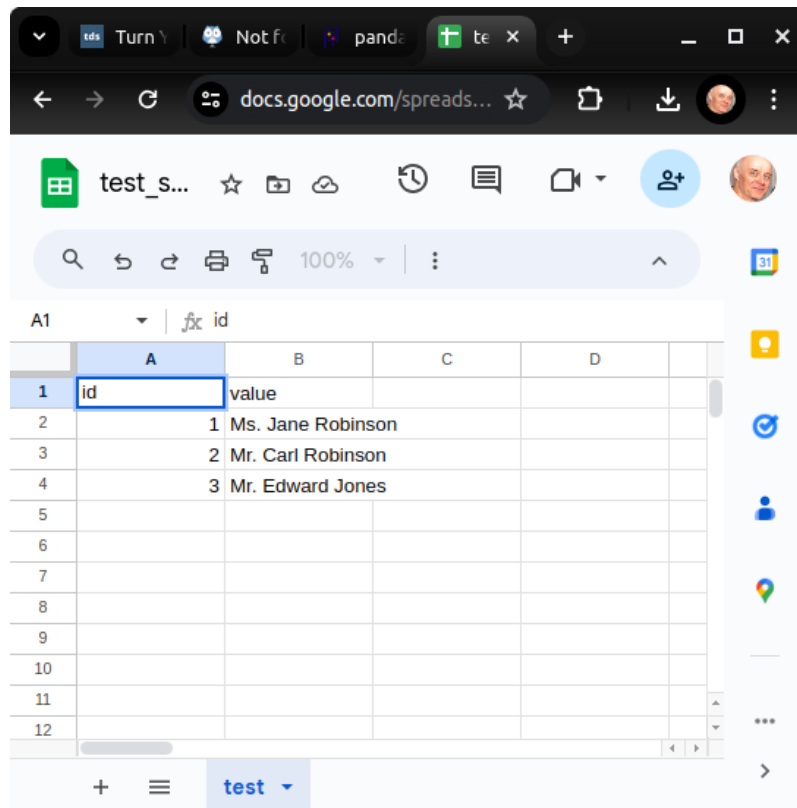 tds Turn Not fo panda te
docs.google.com/spreads...
test_s...
100%
31
A1 fx id
A B C D
1 id value
2 1 Ms. Jane Robinson
3 2 Mr. Carl Robinson
4 3 Mr. Edward Jones
5
6
7
8
9
10
11
12
test